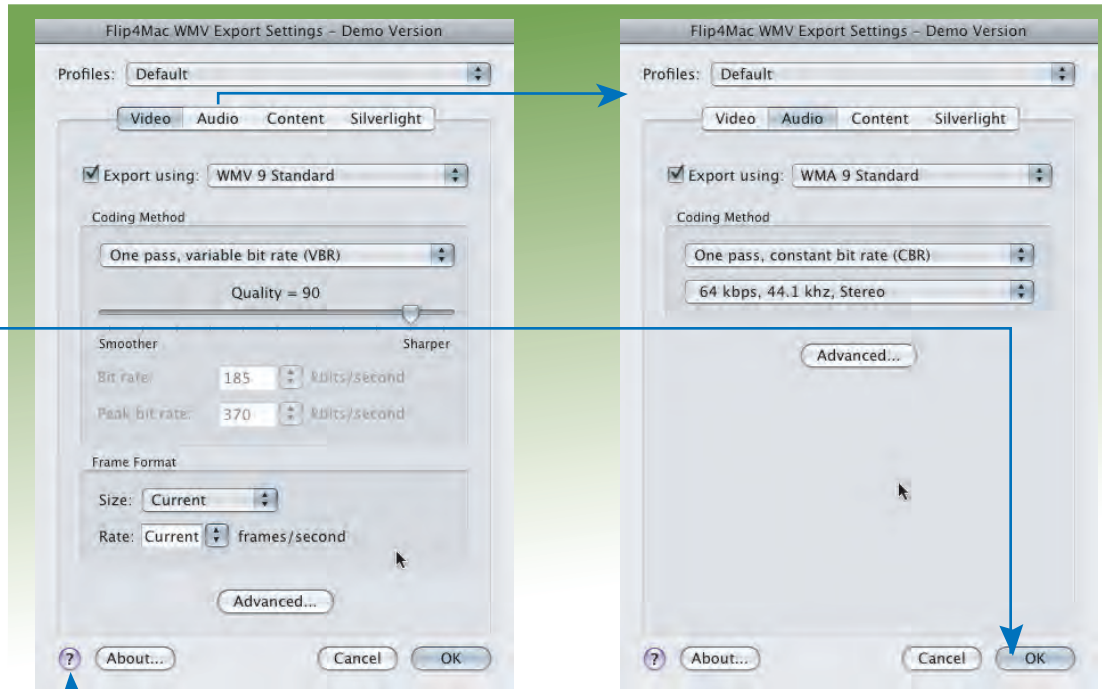 Flip4Mac WMV Export Settings – Demo Version
Profiles: Default
Video Audio Content Silverlight
Export using: WMV 9 Standard
Coding Method
One pass, variable bit rate (VBR)
Quality = 90
Smoother Sharper
Bit rate: 185 kbits/second
Peak bit rate: 370 kbits/second
Frame Format
Size: Current
Rate: Current frames/second
Advanced...
? About... Cancel OK
Flip4Mac WMV Export Settings – Demo Version
Profiles: Default
Video Audio Content Silverlight
Export using: WMA 9 Standard
Coding Method
One pass, constant bit rate (CBR)
64 kbps, 44.1 khz, Stereo
Advanced...
? About... Cancel OK